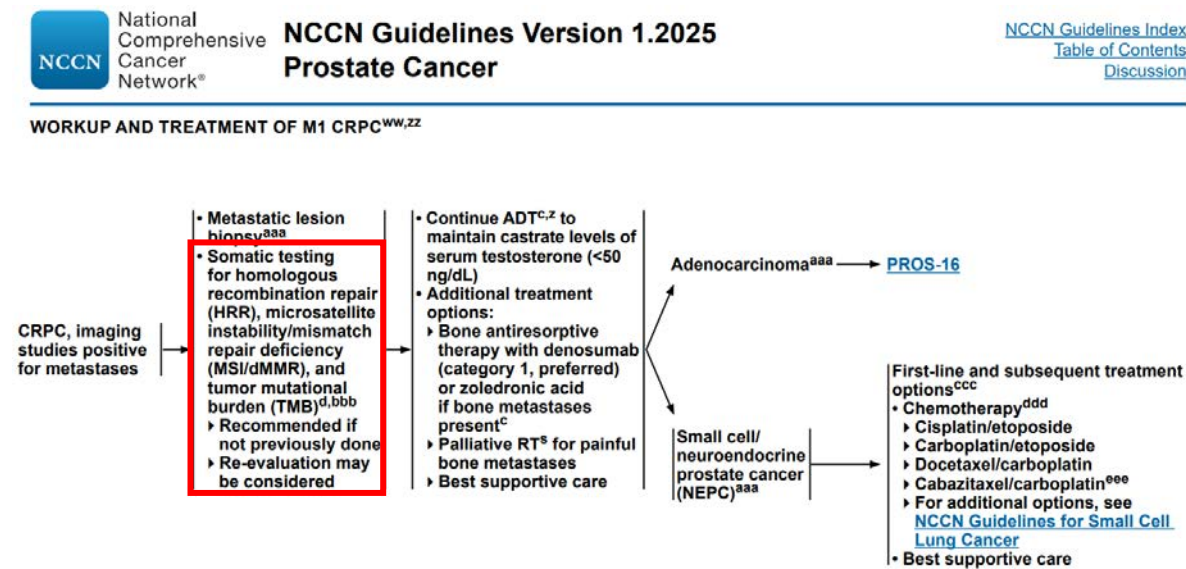 NCCN
National
Comprehensive
Cancer
Network®
NCCN Guidelines Version 1.2025
Prostate Cancer
NCCN Guidelines Index
Table of Contents
Discussion
WORKUP AND TREATMENT OF M1 CRPCww,zz
CRPC, imaging
studies positive
for metastases
• Metastatic lesion
biopsyaaa
• Somatic testing
for homologous
recombination repair
(HRR), microsatellite
instability/mismatch
repair deficiency
(MSI/dMMR), and
tumor mutational
burden (TMB)d,bbb
▸ Recommended if
not previously done
▸ Re-evaluation may
be considered
• Continue ADTc,z to
maintain castrate levels of
serum testosterone (<50
ng/dL)
• Additional treatment
options:
▸ Bone antiresorptive
therapy with denosumab
(category 1, preferred)
or zoledronic acid
if bone metastases
presentc
▸ Palliative RTs for painful
bone metastases
▸ Best supportive care
Adenocarcinomaaaa
PROS-16
Small cell/
neuroendocrine
prostate cancer
(NEPC)aaa
First-line and subsequent treatment
optionsccc
• Chemotherapyddd
▸ Cisplatin/etoposide
▸ Carboplatin/etoposide
▸ Docetaxel/carboplatin
▸ Cabazitaxel/carboplatineee
▸ For additional options, see
NCCN Guidelines for Small Cell
Lung Cancer
• Best supportive care